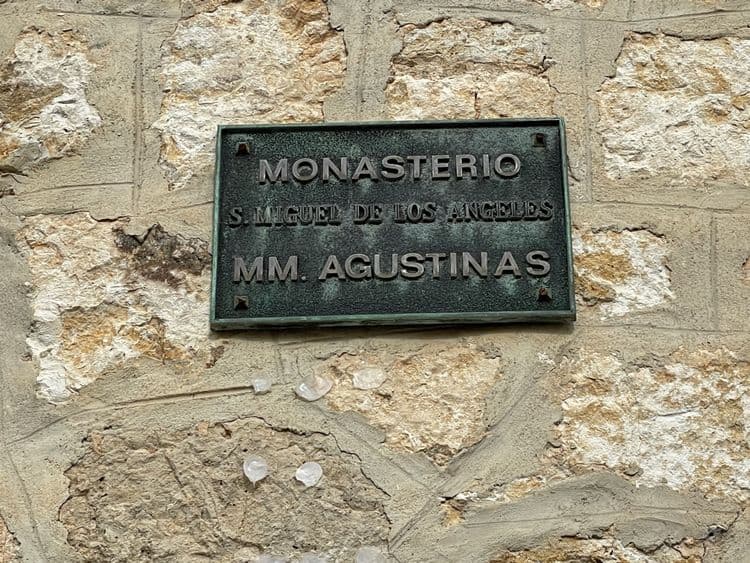 MONASTERIO
S. MIGUEL DE LOS ANGELES
MM. AGUSTINAS